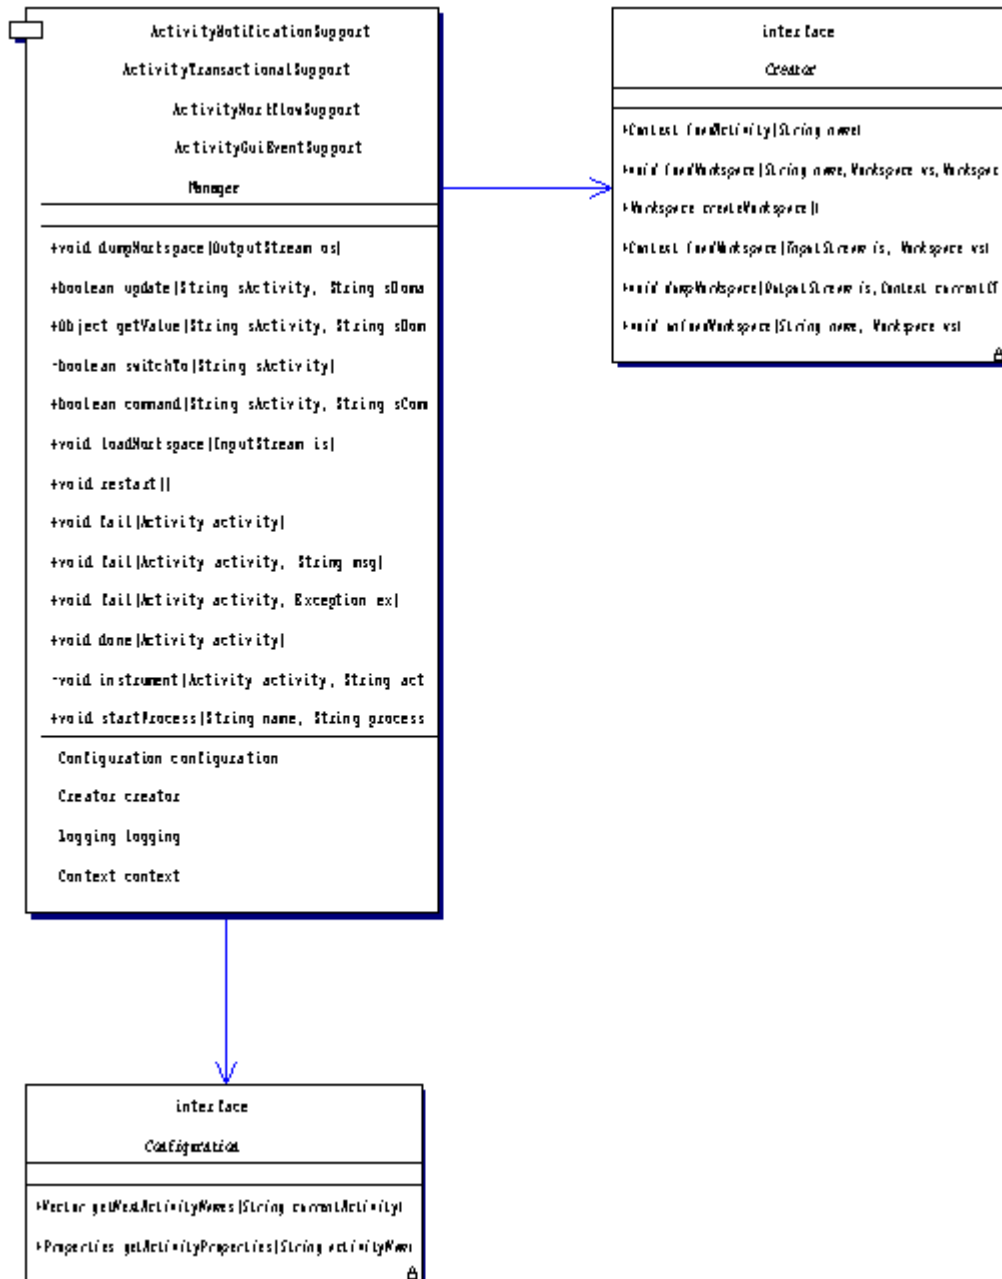 ActivityNotificationSupport
ActivityTransactionalSupport
ActivityWorkflowSupport
ActivityGuiEventSupport
Manager
+void dumpWorkspace(OutputStream os)
+boolean update(String sActivity, String sDoma
+Object getValue(String sActivity, String sDom
-boolean switchTo(String sActivity)
+boolean command(String sActivity, String sCom
+void loadWorkspace(InputStream is)
+void restart()
+void fail(Activity activity)
+void fail(Activity activity, String msg)
+void fail(Activity activity, Exception ex)
+void done(Activity activity)
-void instrument(Activity activity, String act
+void startProcess(String name, String process
Configuration configuration
Creator creator
logging logging
Context context
interface
Creator
+Context loadActivity(String name)
+void loadWorkspace(String name, Workspace ws, Workspac
+Workspace createWorkspace()
+Context loadWorkspace(InputStream is, Workspace ws)
+void dumpWorkspace(OutputStream is, Context currentCT
+void unloadWorkspace(String name, Workspace ws)
interface
Configuration
+Vector getNextActivityNames(String currentActivity)
+Properties getActivityProperties(String activityName